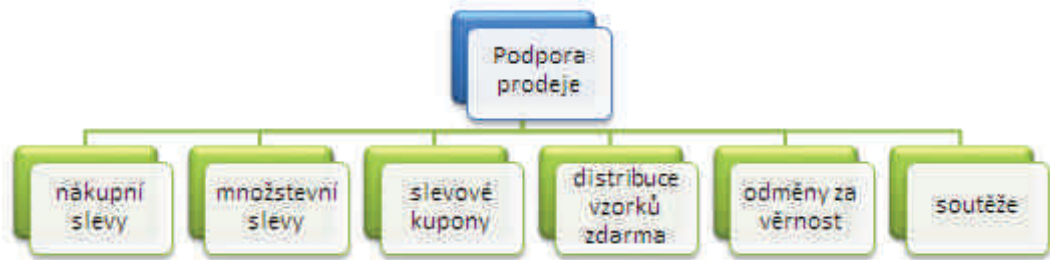 Podpora
prodeje
nákupní
slevy
množstevní
slevy
slevové
kupony
distribuce
vzorků
zdarma
odměny za
věrnost
soutěže